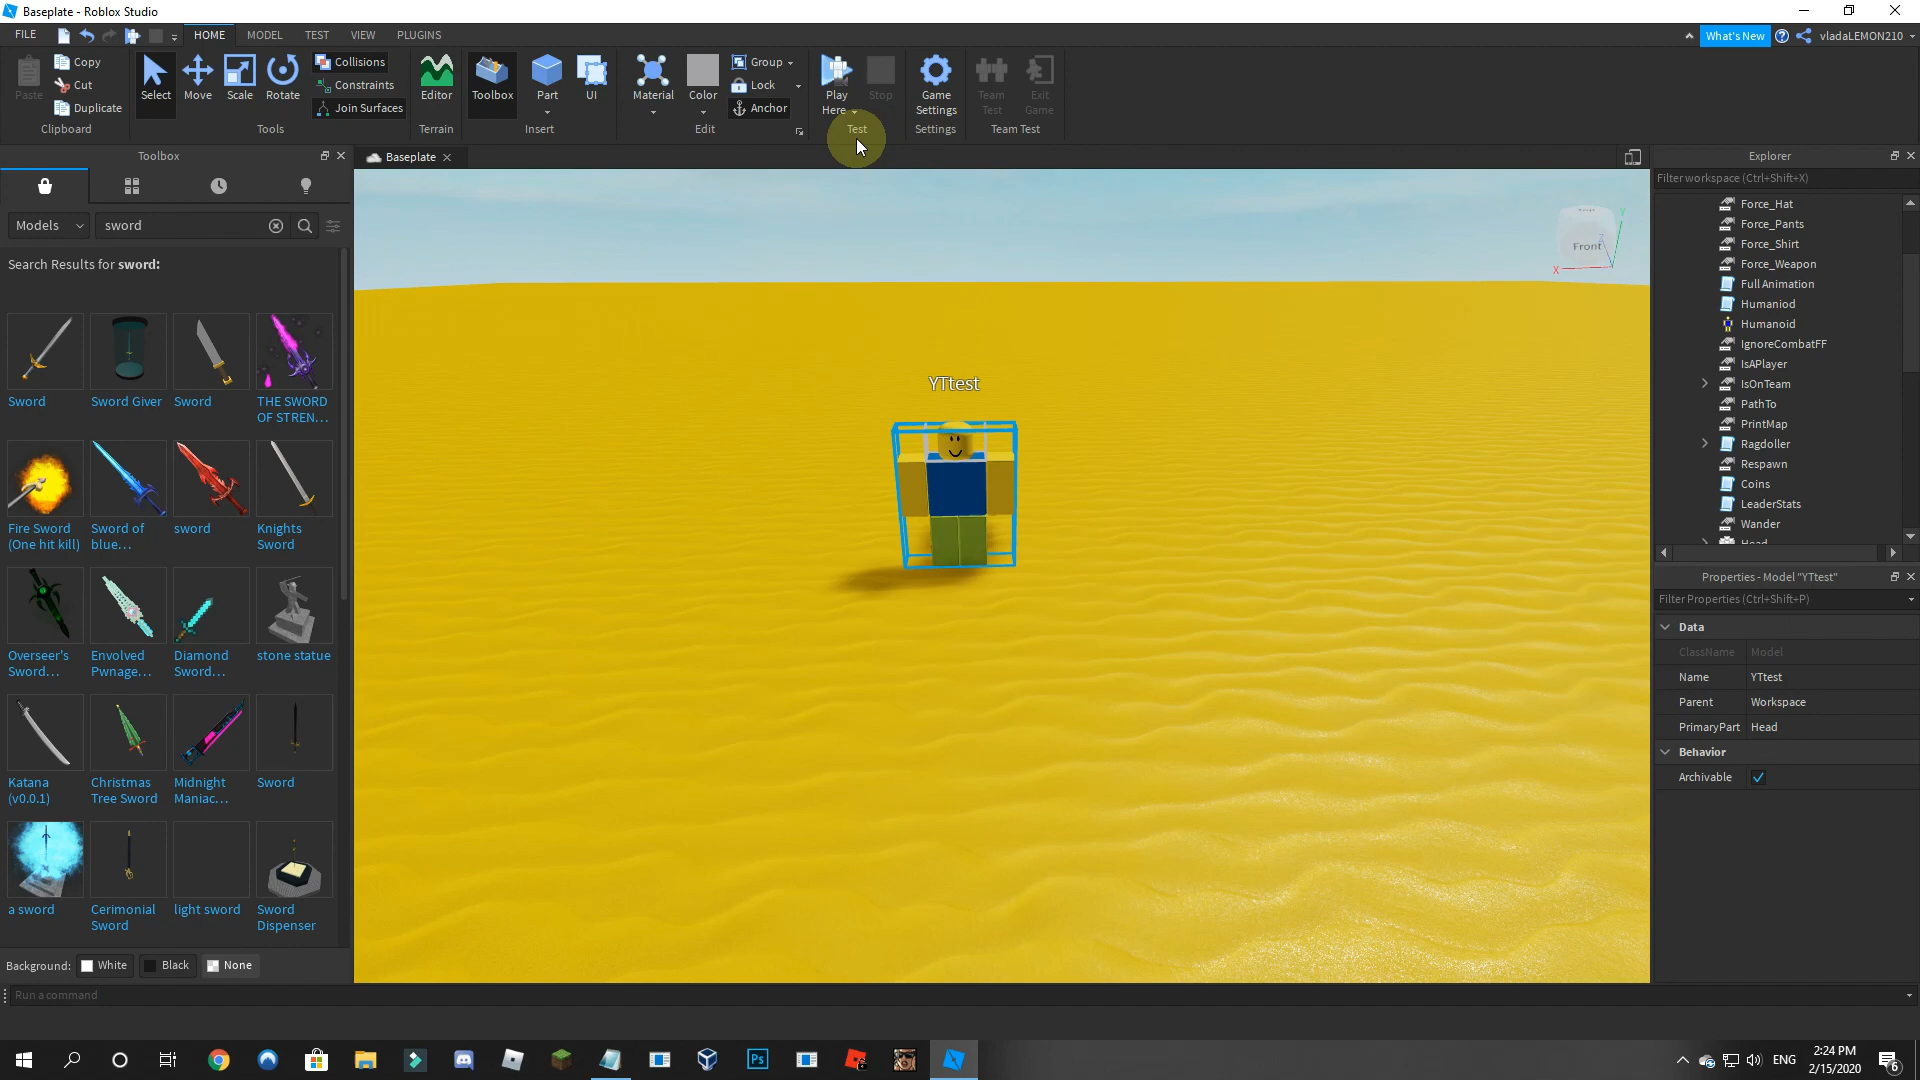 Baseplate - Roblox Studio
FILE HOME MODEL TEST VIEW PLUGINS What's New vladaLEMON210
Paste Copy
Cut
Duplicate
Clipboard
Select Move Scale Rotate
Collisions
Constraints
Join Surfaces
Tools
Editor
Terrain
Toolbox Part UI
Insert
Material Color
Group
Lock
Anchor
Edit
Play
Here
Stop
Test
Game
Settings
Settings
Team
Test
Exit
Game
Team Test
Toolbox
Models sword
Search Results for sword:
Sword
Sword Giver
Sword
THE SWORD
OF STREN...
Fire Sword
(One hit kill)
Sword of
blue...
sword
Knights
Sword
Overseer's
Sword...
Envolved
Pwnage...
Diamond
Sword...
stone statue
Katana
(v0.0.1)
Christmas
Tree Sword
Midnight
Maniac...
Sword
a sword
Cerimonial
Sword
light sword
Sword
Dispenser
Background: White Black None
Run a command
Baseplate
YTtest
Front
X
Y
Z
Explorer
Filter workspace (Ctrl+Shift+X)
Force_Hat
Force_Pants
Force_Shirt
Force_Weapon
Full Animation
Humaniod
Humanoid
IgnoreCombatFF
IsAPlayer
IsOnTeam
PathTo
PrintMap
Ragdoller
Respawn
Coins
LeaderStats
Wander
Head
Properties - Model "YTtest"
Filter Properties (Ctrl+Shift+P)
Data
ClassName Model
Name YTtest
Parent Workspace
PrimaryPart Head
Behavior
Archivable
Ps
ENG
2:24 PM
2/15/2020
6